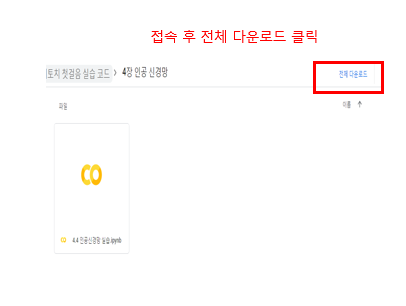 접속 후 전체 다운로드 클릭
토치 첫걸음 실습 코드 > 4장 인공 신경망
전체 다운로드
파일
이름 ↑
4.4 인공신경망 실습.ipynb